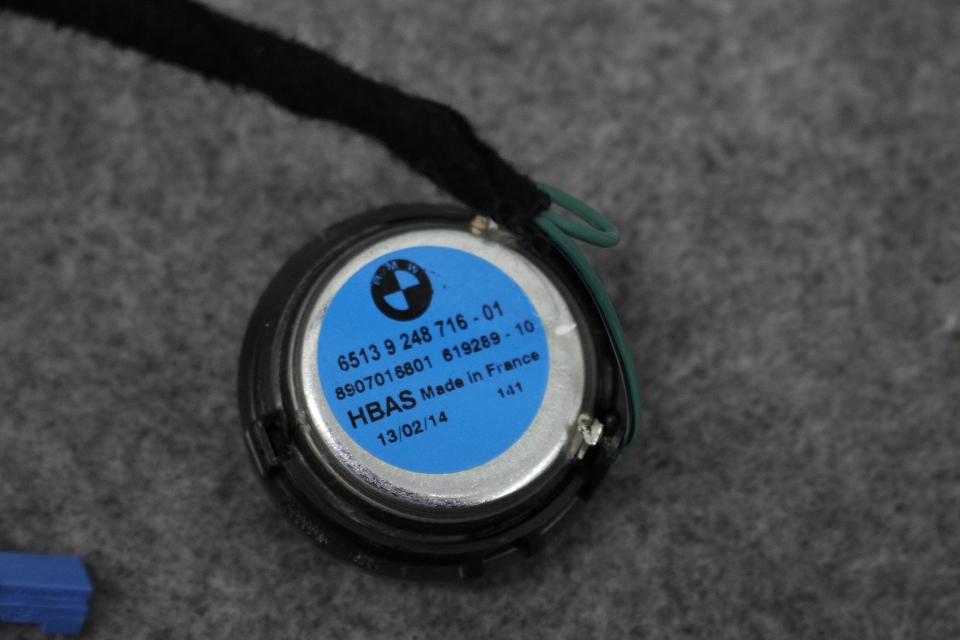 BMW
6513 9 248 716 - 01
8907016801 619289 - 10
HBAS Made in France
13/02/14 141